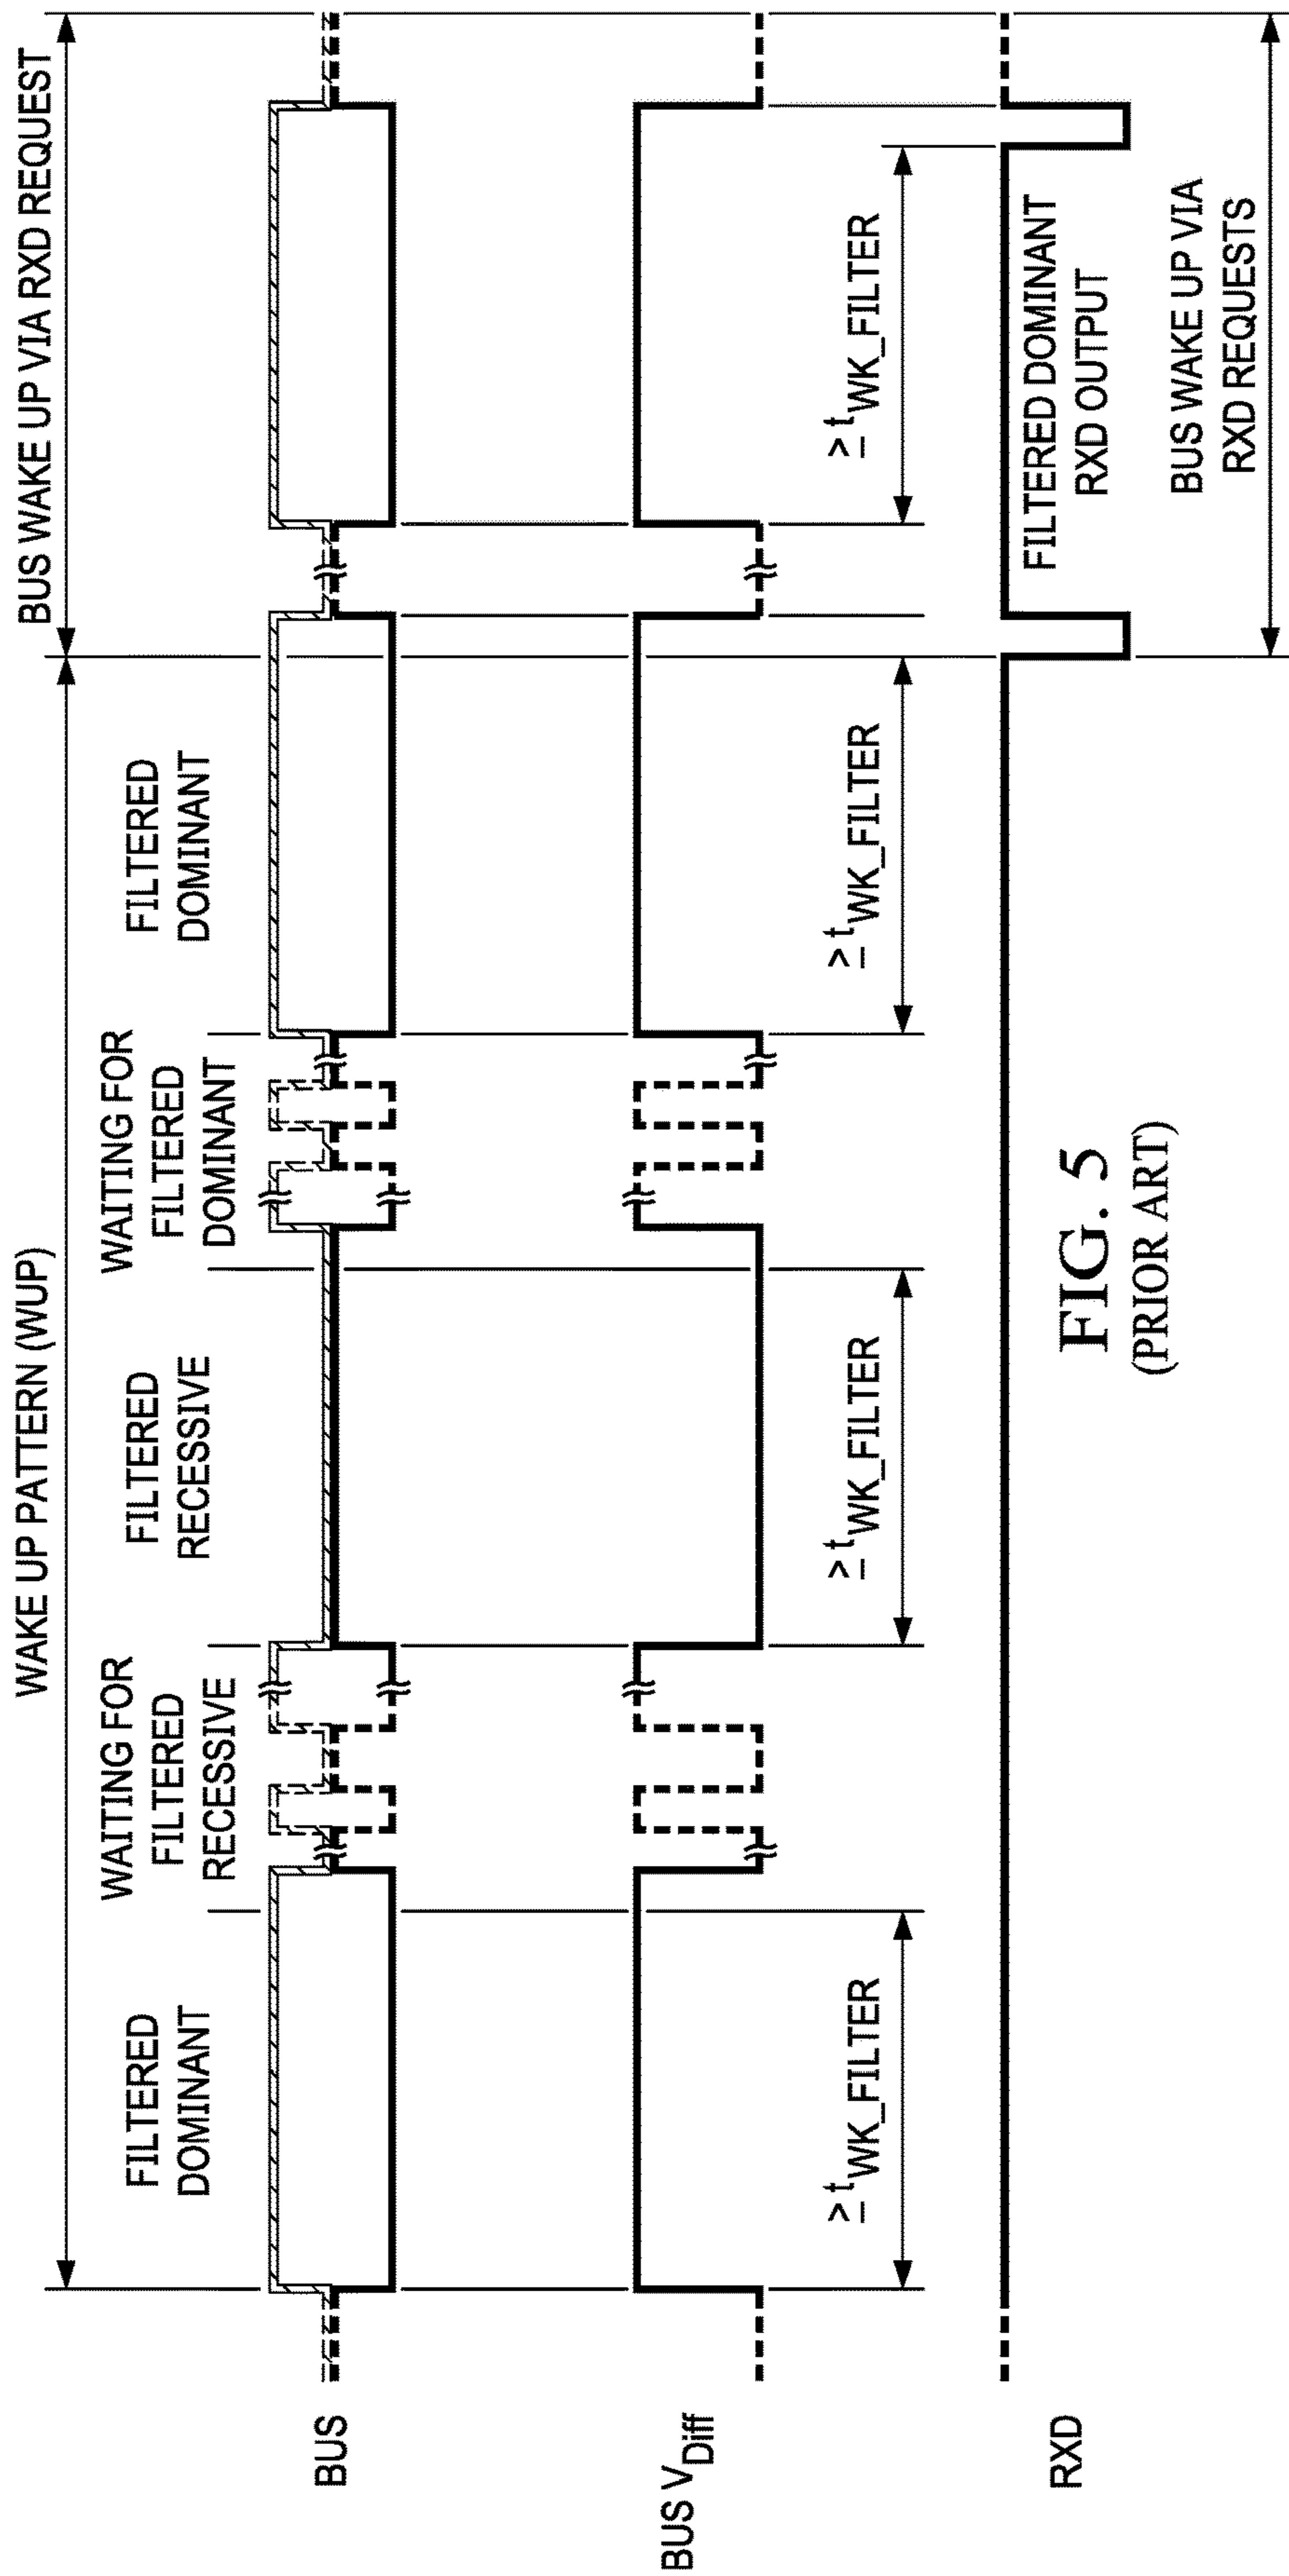 WAKE UP PATTERN (WUP)
BUS WAKE UP VIA RXD REQUEST
FILTERED
DOMINANT
WAITING FOR
FILTERED
RECESSIVE
FILTERED
RECESSIVE
WAITING FOR
FILTERED
DOMINANT
FILTERED
DOMINANT
BUS
BUS VDiff
≥ tWK_FILTER
≥ tWK_FILTER
≥ tWK_FILTER
≥ tWK_FILTER
RXD
FILTERED DOMINANT
RXD OUTPUT
BUS WAKE UP VIA
RXD REQUESTS
FIG. 5
(PRIOR ART)